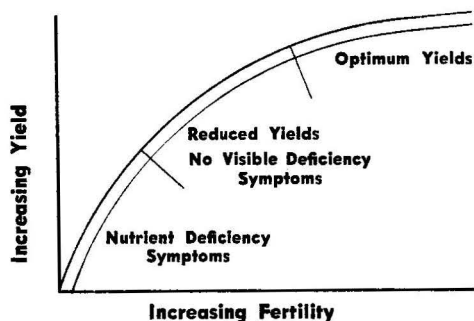 Optimum Yields
Reduced Yields
No Visible Deficiency
Symptoms
Nutrient Deficiency
Symptoms
Increasing Yield
Increasing Fertility